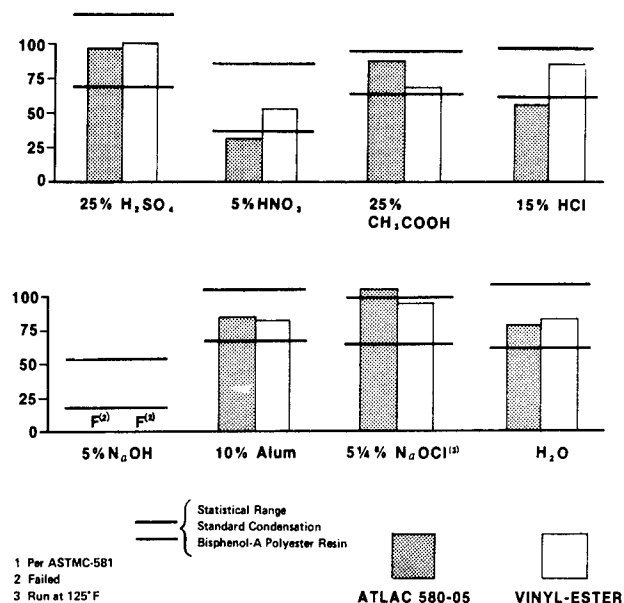 100
75
50
25
0
25% H₂SO₄
5% HNO₃
25% CH₃COOH
15% HCl
100
75
50
25
0
F⁽²⁾ F⁽²⁾
5% NaOH
10% Alum
5¼% NaOCl⁽³⁾
H₂O
Statistical Range
Standard Condensation
Bisphenol-A Polyester Resin
1 Per ASTMC-581
2 Failed
3 Run at 125°F
ATLAC 580-05
VINYL-ESTER